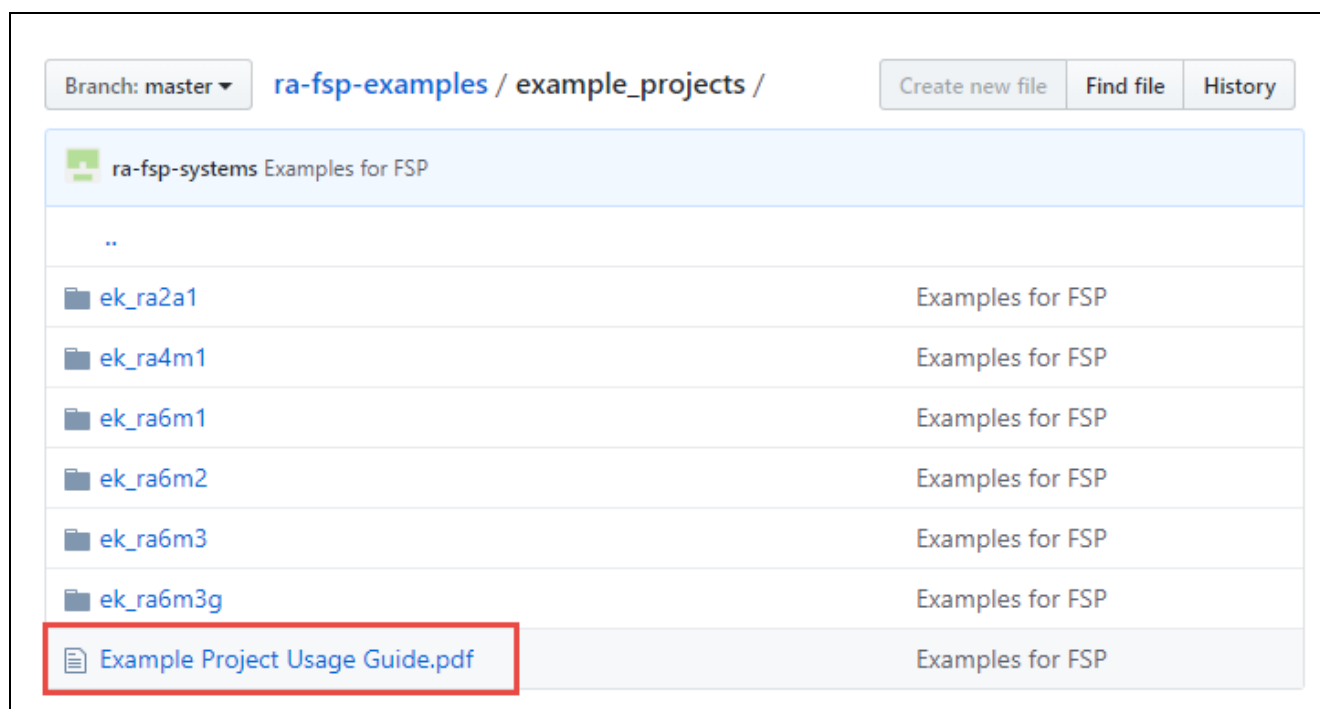 Branch: master ra-fsp-examples / example_projects / Create new file Find file History
ra-fsp-systems Examples for FSP
..
ek_ra2a1 Examples for FSP
ek_ra4m1 Examples for FSP
ek_ra6m1 Examples for FSP
ek_ra6m2 Examples for FSP
ek_ra6m3 Examples for FSP
ek_ra6m3g Examples for FSP
Example Project Usage Guide.pdf Examples for FSP